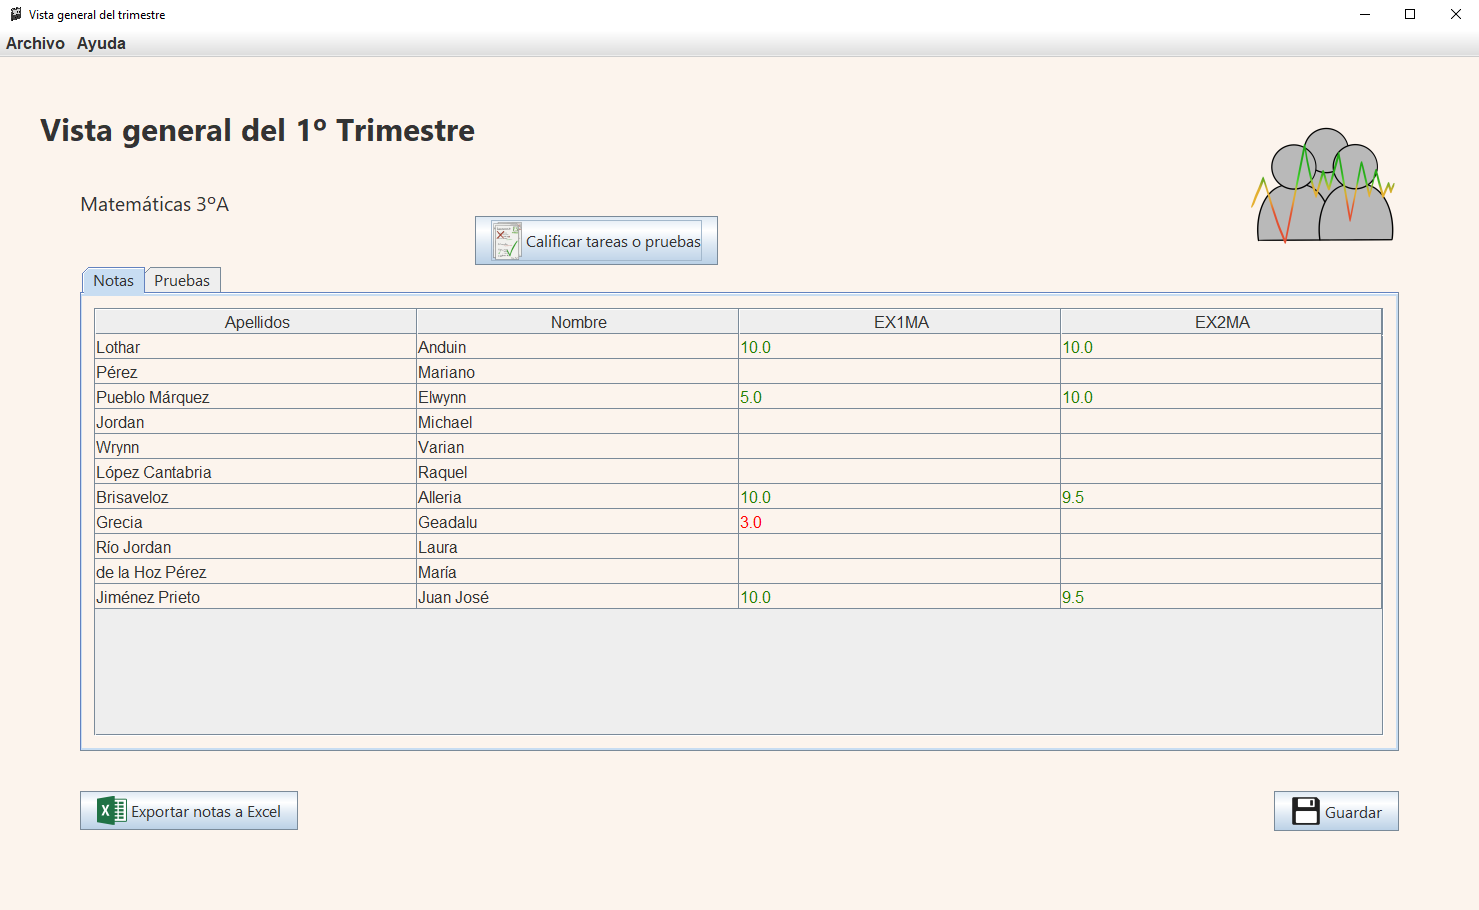 Vista general del trimestre
Archivo Ayuda
Vista general del 1º Trimestre
Matemáticas 3ºA
Calificar tareas o pruebas
Notas Pruebas
Apellidos Nombre EX1MA EX2MA
Lothar Anduin 10.0 10.0
Pérez Mariano
Pueblo Márquez Elwynn 5.0 10.0
Jordan Michael
Wrynn Varian
López Cantabria Raquel
Brisaveloz Alleria 10.0 9.5
Grecia Geadalu 3.0
Río Jordan Laura
de la Hoz Pérez María
Jiménez Prieto Juan José 10.0 9.5
Exportar notas a Excel
Guardar